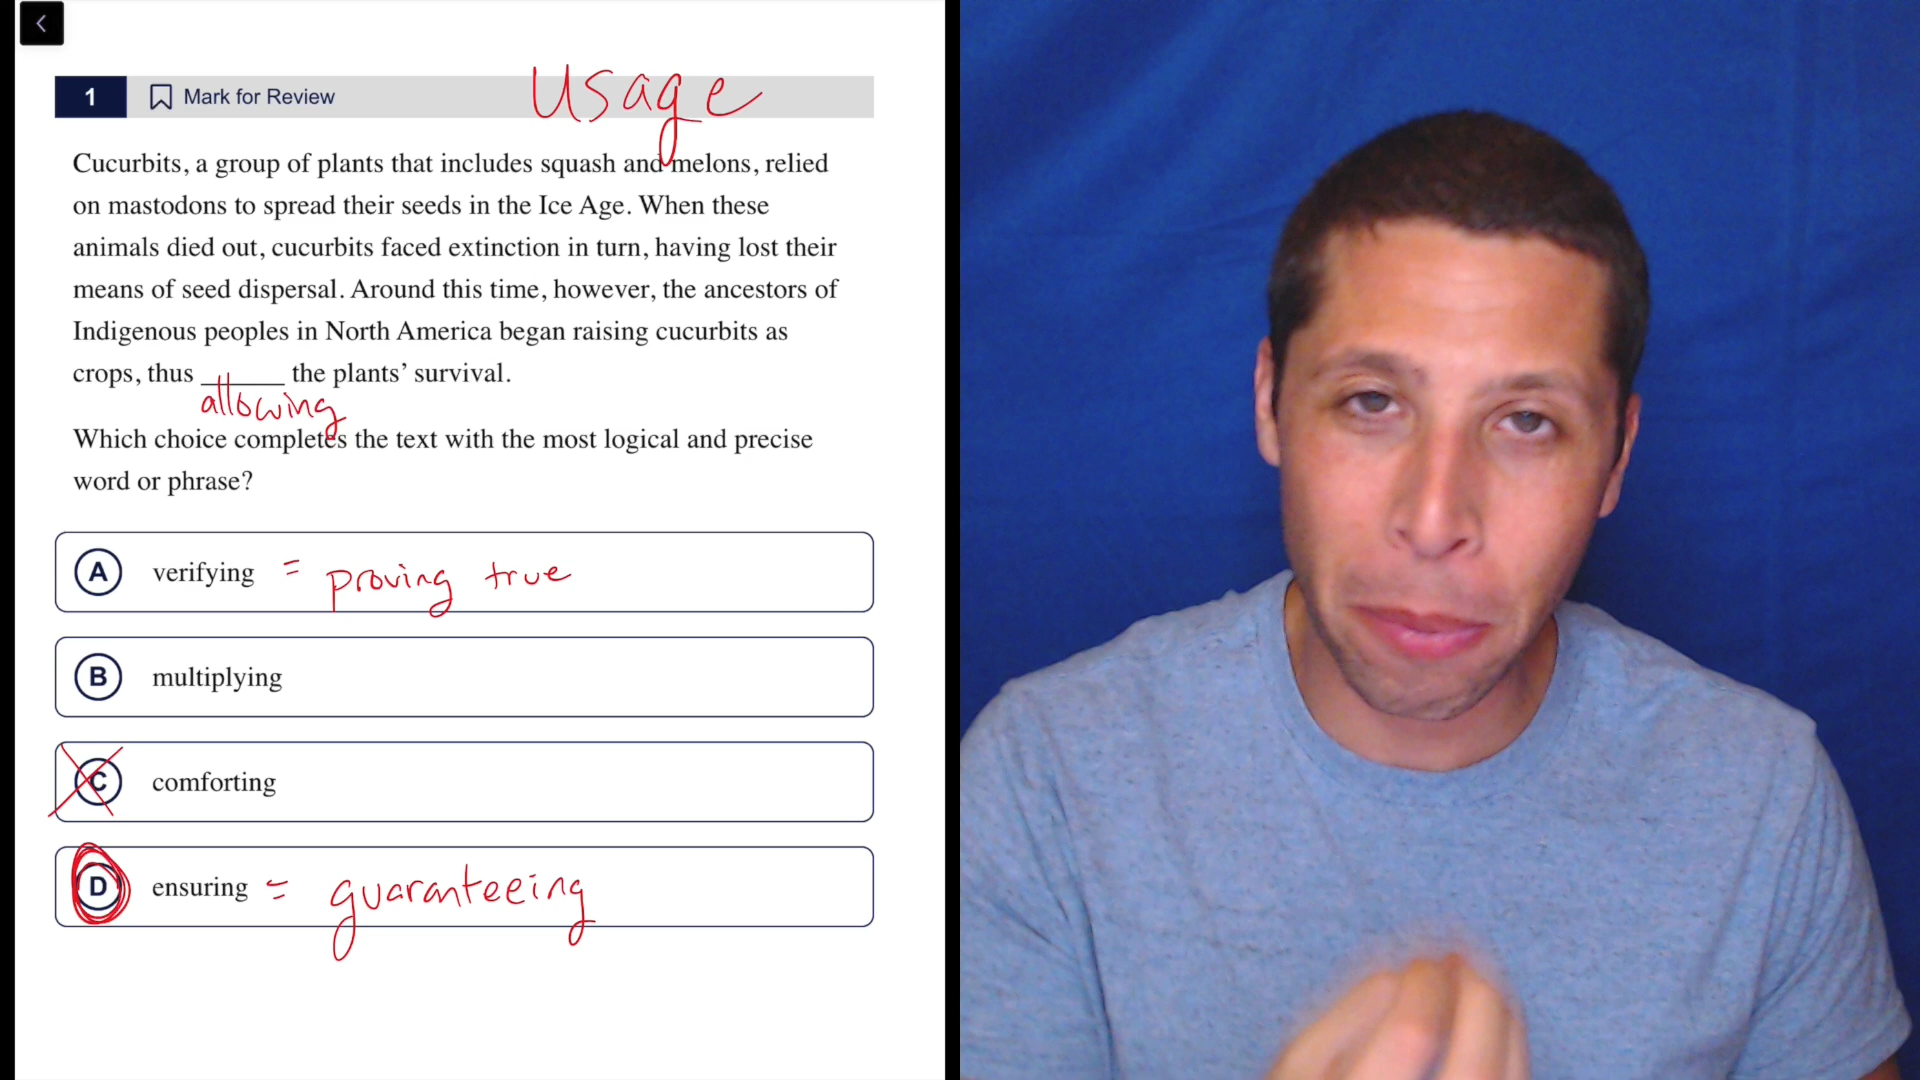 1 Mark for Review usage
Cucurbits, a group of plants that includes squash and melons, relied
on mastodons to spread their seeds in the Ice Age. When these
animals died out, cucurbits faced extinction in turn, having lost their
means of seed dispersal. Around this time, however, the ancestors of
Indigenous peoples in North America began raising cucurbits as
crops, thus ______ the plants’ survival.
allowing
Which choice completes the text with the most logical and precise
word or phrase?
A verifying = proving true
B multiplying
C comforting
D ensuring = guaranteeing